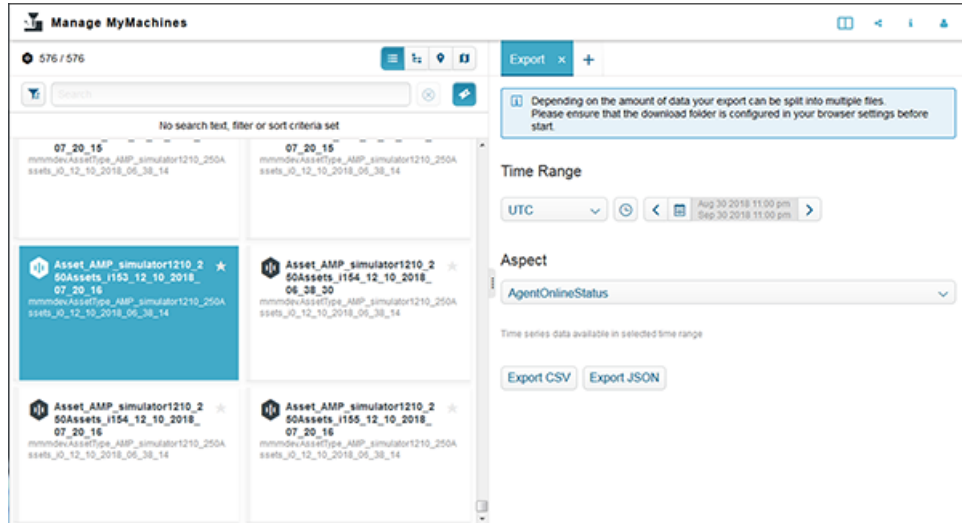 Manage MyMachines
576 / 576
Search
No search text, filter or sort criteria set
07_20_15
mmmdev.AssetType_AMP_simulator1210_250A
ssets_i0_12_10_2018_06_38_14
07_20_15
mmmdev.AssetType_AMP_simulator1210_250A
ssets_i0_12_10_2018_06_38_14
Asset_AMP_simulator1210_2
50Assets_i153_12_10_2018_
07_20_16
mmmdev.AssetType_AMP_simulator1210_250A
ssets_i0_12_10_2018_06_38_14
Asset_AMP_simulator1210_2
50Assets_i154_12_10_2018_
06_38_30
mmmdev.AssetType_AMP_simulator1210_250A
ssets_i0_12_10_2018_06_38_14
Asset_AMP_simulator1210_2
50Assets_i154_12_10_2018_
07_20_16
mmmdev.AssetType_AMP_simulator1210_250A
ssets_i0_12_10_2018_06_38_14
Asset_AMP_simulator1210_2
50Assets_i155_12_10_2018_
07_20_16
mmmdev.AssetType_AMP_simulator1210_250A
ssets_i0_12_10_2018_06_38_14
Export × +
Depending on the amount of data your export can be split into multiple files.
Please ensure that the download folder is configured in your browser settings before
start.
Time Range
UTC
Aug 30 2018 11:00 pm
Sep 30 2018 11:00 pm
Aspect
AgentOnlineStatus
Time series data available in selected time range
Export CSV
Export JSON